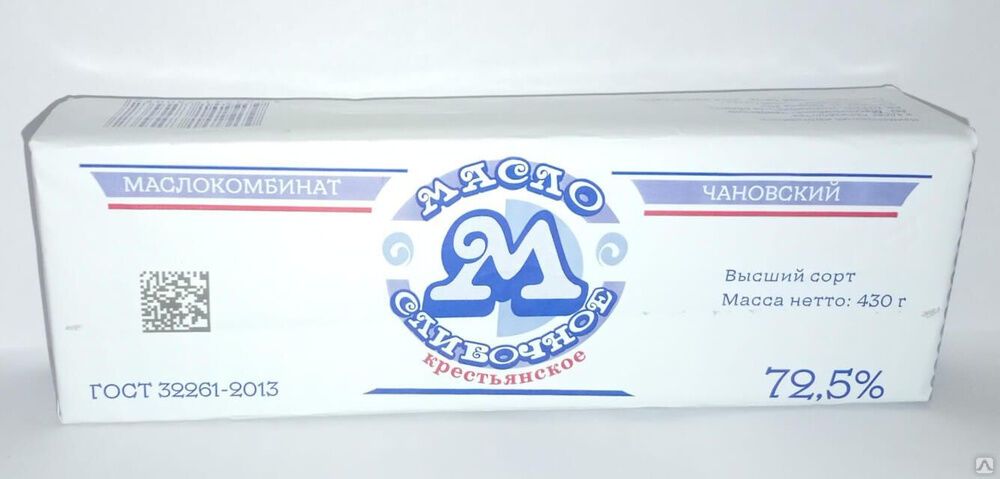 МАСЛОКОМБИНАТ
ЧАНОВСКИЙ
МАСЛО
М
СЛИВОЧНОЕ
крестьянское
Высший сорт
Масса нетто: 430 г
ГОСТ 32261-2013
72,5%